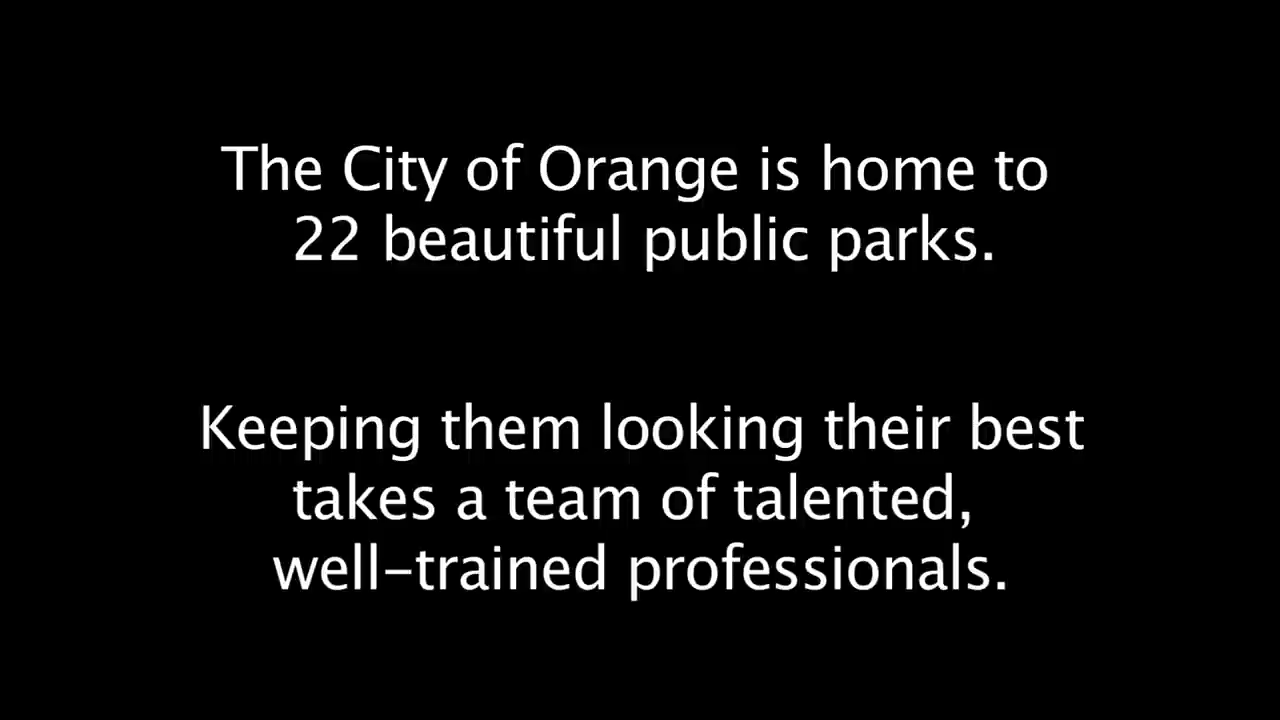 The City of Orange is home to
22 beautiful public parks.
Keeping them looking their best
takes a team of talented,
well-trained professionals.